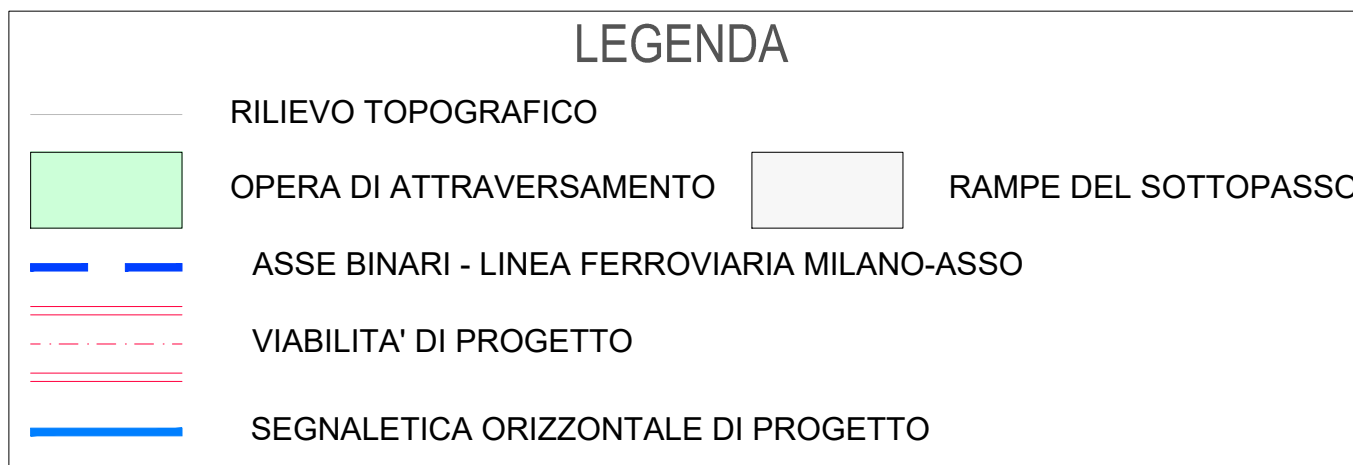 LEGENDA
RILIEVO TOPOGRAFICO
OPERA DI ATTRAVERSAMENTO RAMPE DEL SOTTOPASSO
ASSE BINARI - LINEA FERROVIARIA MILANO-ASSO
VIABILITA' DI PROGETTO
SEGNALETICA ORIZZONTALE DI PROGETTO